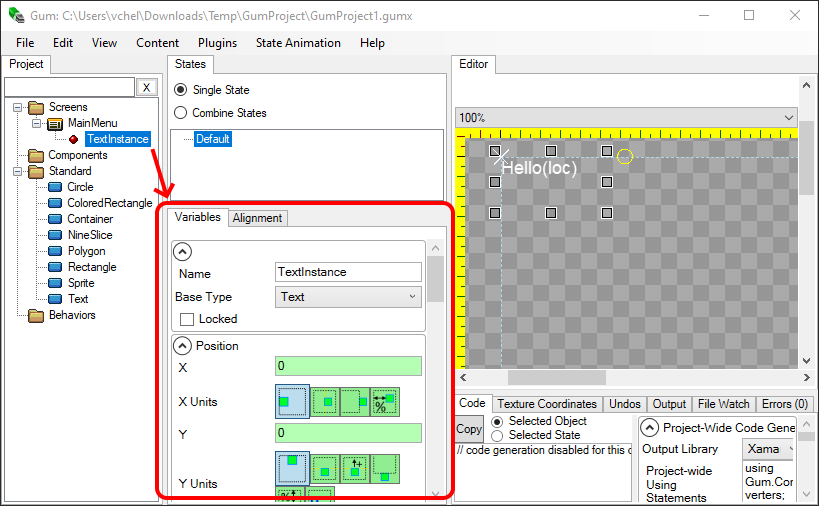 Gum: C:\Users\vchel\Downloads\Temp\GumProject\GumProject1.gumx
File Edit View Content Plugins State Animation Help
Project
X
Screens
MainMenu
TextInstance
Components
Standard
Circle
ColoredRectangle
Container
NineSlice
Polygon
Rectangle
Sprite
Text
Behaviors
States
Single State
Combine States
Default
Variables Alignment
Name TextInstance
Base Type Text
Locked
Position
X 0
X Units %
Y 0
Y Units
%
Editor
100%
Hello(loc)
Code Texture Coordinates Undos Output File Watch Errors (0)
Copy
Selected Object
Selected State
// code generation disabled for this c
Project-Wide Code Gene
Output Library Xama
Project-wide
Using
Statements
using
Gum.Con
verters;